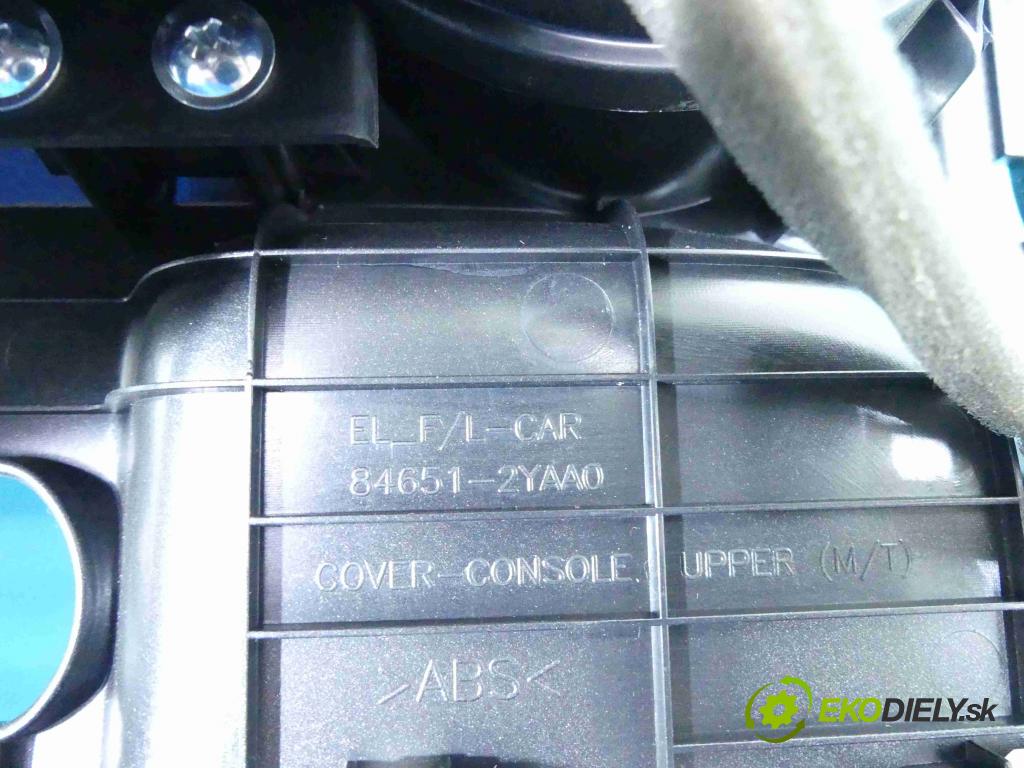 EL_F/L-CAR
84651-2YAA0
COVER-CONSOLE, UPPER (M/T)
>ABS<
EKODIELY.sk